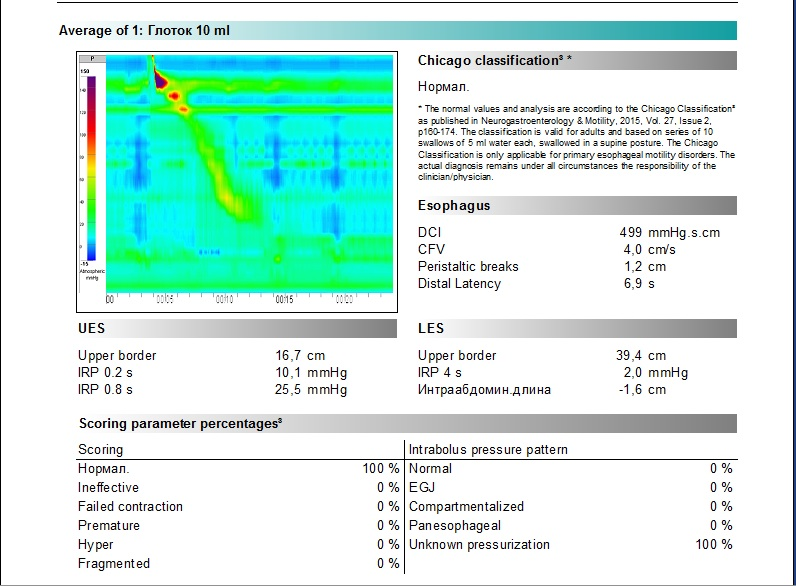 Average of 1: Глоток 10 ml
P
150
140
120
100
80
60
40
20
0
-15
Atmospheric
mmHg
00 00:05 00:10 00:15 00:20
Chicago classification³ *
Нормал.
* The normal values and analysis are according to the Chicago Classification³
as published in Neurogastroenterology & Motility, 2015, Vol. 27, Issue 2,
p160-174. The classification is valid for adults and based on series of 10
swallows of 5 ml water each, swallowed in a supine posture. The Chicago
Classification is only applicable for primary esophageal motility disorders. The
actual diagnosis remains under all circumstances the responsibility of the
clinician/physician.
Esophagus
DCI 499 mmHg.s.cm
CFV 4,0 cm/s
Peristaltic breaks 1,2 cm
Distal Latency 6,9 s
UES
Upper border 16,7 cm
IRP 0.2 s 10,1 mmHg
IRP 0.8 s 25,5 mmHg
LES
Upper border 39,4 cm
IRP 4 s 2,0 mmHg
Интраабдомин.длина -1,6 cm
Scoring parameter percentages³
Scoring Intrabolus pressure pattern
Нормал. 100 % Normal 0 %
Ineffective 0 % EGJ 0 %
Failed contraction 0 % Compartmentalized 0 %
Premature 0 % Panesophageal 0 %
Hyper 0 % Unknown pressurization 100 %
Fragmented 0 %